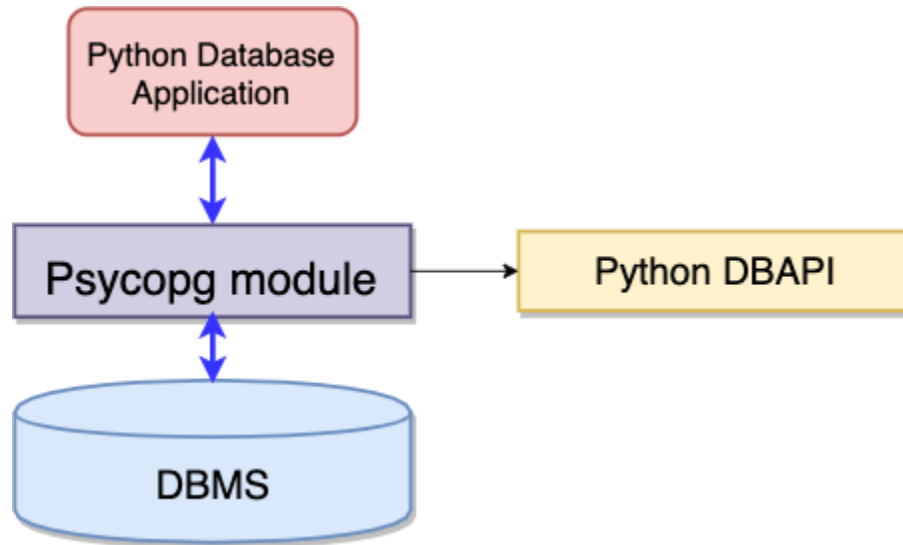 Python Database
Application
Psycopg module
Python DBAPI
DBMS